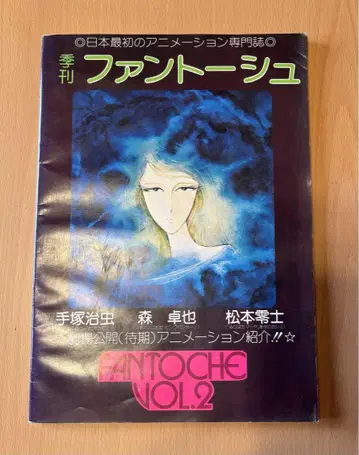 ◎日本最初のアニメーション専門誌◎
季刊 ファントーシュ
手塚治虫 森 卓也 松本零士
公開(待期)アニメーション紹介!!☆
FANTOCHE
VOL.2